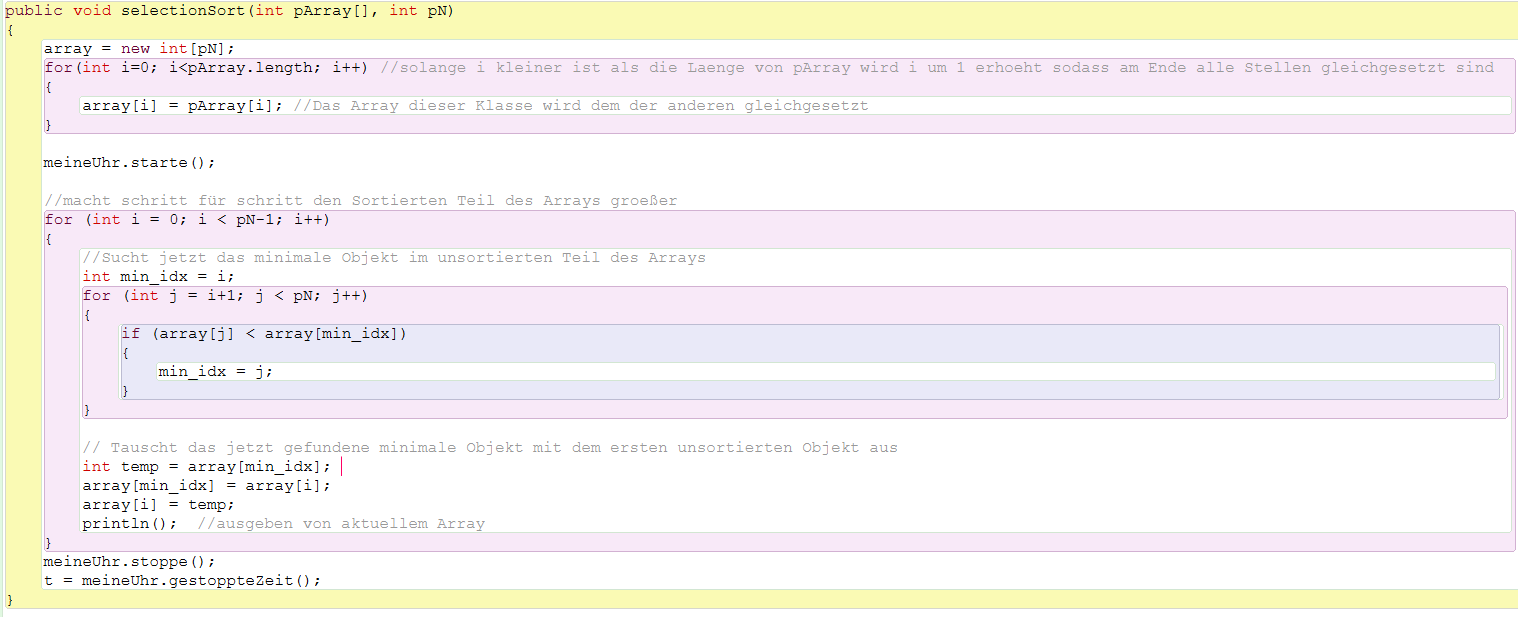 public void selectionSort(int pArray[], int pN)
{
array = new int[pN];
for(int i=0; i<pArray.length; i++) //solange i kleiner ist als die Laenge von pArray wird i um 1 erhoeht sodass am Ende alle Stellen gleichgesetzt sind
{
array[i] = pArray[i]; //Das Array dieser Klasse wird dem der anderen gleichgesetzt
}
meineUhr.starte();
//macht schritt für schritt den Sortierten Teil des Arrays groeßer
for (int i = 0; i < pN-1; i++)
{
//Sucht jetzt das minimale Objekt im unsortierten Teil des Arrays
int min_idx = i;
for (int j = i+1; j < pN; j++)
{
if (array[j] < array[min_idx])
{
min_idx = j;
}
}
// Tauscht das jetzt gefundene minimale Objekt mit dem ersten unsortierten Objekt aus
int temp = array[min_idx];
array[min_idx] = array[i];
array[i] = temp;
println();  //ausgeben von aktuellem Array
}
meineUhr.stoppe();
t = meineUhr.gestoppteZeit();
}